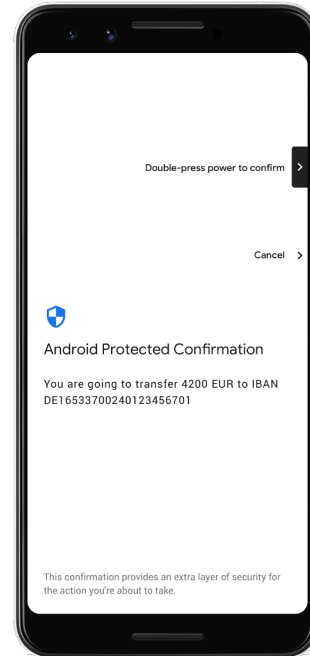 Double-press power to confirm
Cancel
Android Protected Confirmation
You are going to transfer 4200 EUR to IBAN
DE16533700240123456701
This confirmation provides an extra layer of security for
the action you're about to take.